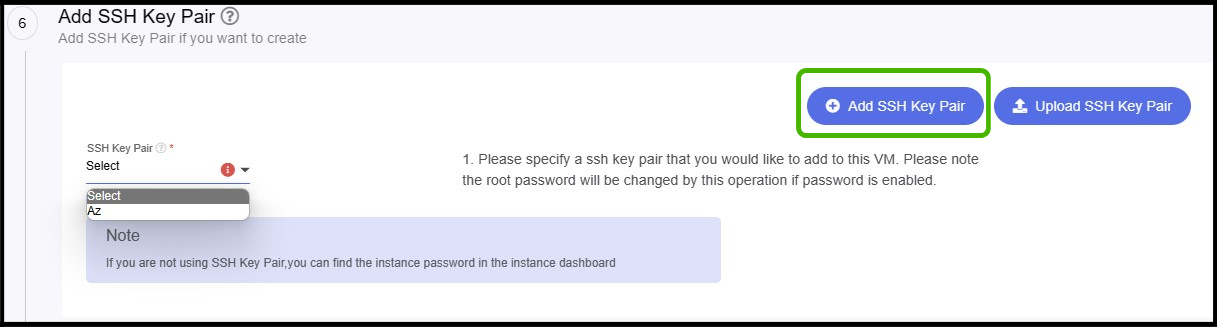 6
Add SSH Key Pair ?
Add SSH Key Pair if you want to create
Add SSH Key Pair
Upload SSH Key Pair
SSH Key Pair ? *
Select
Select
Az
1. Please specify a ssh key pair that you would like to add to this VM. Please note
the root password will be changed by this operation if password is enabled.
Note
If you are not using SSH Key Pair,you can find the instance password in the instance dashboard